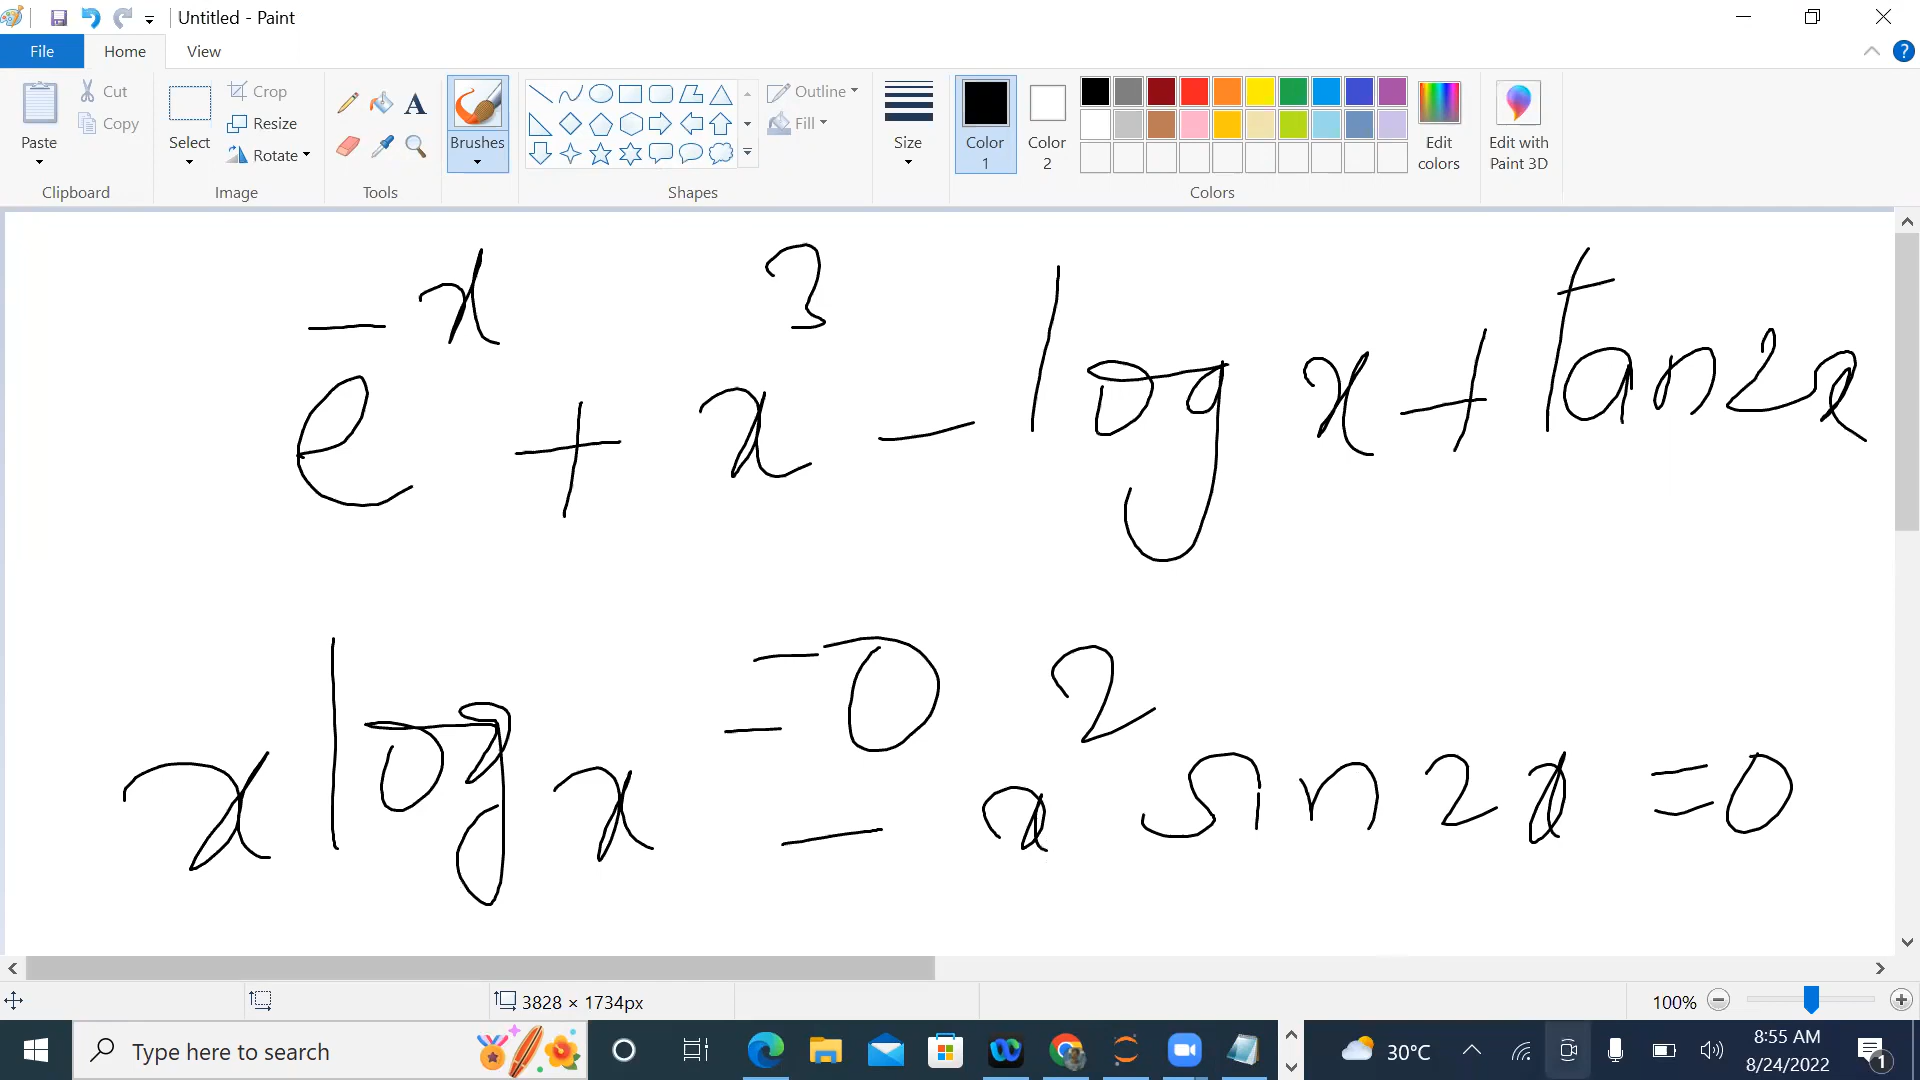 Untitled - Paint
File Home View
Paste Cut Copy Select Crop Resize Rotate Brushes Outline Fill Size Color 1 Color 2 Edit colors Edit with Paint 3D
Clipboard Image Tools Shapes Colors
e^-x + x^3 - log x + tan2x
= 0
x log x - x^2 sin 2x = 0
3828 × 1734px 100%
Type here to search 30°C 8:55 AM
8/24/2022 1